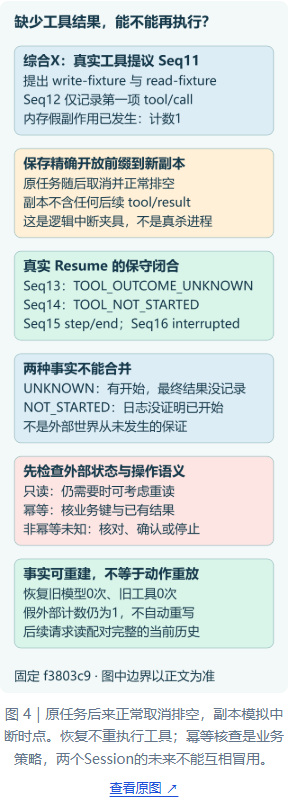 缺少工具结果，能不能再执行？
综合X：真实工具提议 Seq11
提出 write-fixture 与 read-fixture
Seq12 仅记录第一项 tool/call
内存假副作用已发生：计数1
保存精确开放前缀到新副本
原任务随后取消并正常排空
副本不含任何后续 tool/result
这是逻辑中断夹具，不是真杀进程
真实 Resume 的保守闭合
Seq13：TOOL_OUTCOME_UNKNOWN
Seq14：TOOL_NOT_STARTED
Seq15 step/end；Seq16 interrupted
两种事实不能合并
UNKNOWN：有开始，最终结果没记录
NOT_STARTED：日志没证明已开始
不是外部世界从未发生的保证
先检查外部状态与操作语义
只读：仍需要时可考虑重读
幂等：核业务键与已有结果
非幂等未知：核对、确认或停止
事实可重建，不等于动作重放
恢复旧模型0次、旧工具0次
假外部计数仍为1，不自动重写
后续请求读配对完整的当前历史
固定 f3803c9 · 图中边界以正文为准
图 4｜原任务后来正常取消排空，副本模拟中
断时点。恢复不重执行工具；幂等核查是业务
策略，两个Session的未来不能互相冒用。
查看原图 ↗